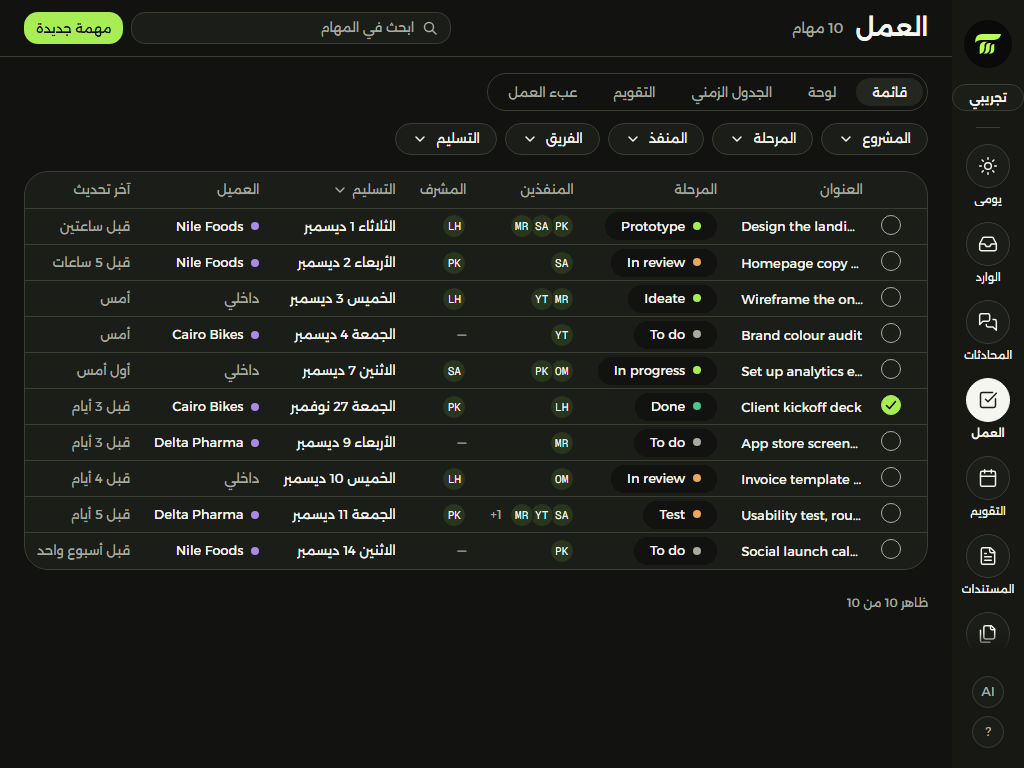 العمل
10 مهام
ابحث في المهام
مهمة جديدة
تجريبي
يومي
الوارد
المحادثات
العمل
التقويم
المستندات
AI
?
قائمة لوحة الجدول الزمني التقويم عبء العمل
المشروع المرحلة المنفذ الفريق التسليم
العنوان المرحلة المنفذين المشرف التسليم العميل آخر تحديث
Design the landi... Prototype PK SA MR LH الثلاثاء 1 ديسمبر Nile Foods قبل ساعتين
Homepage copy ... In review SA PK الأربعاء 2 ديسمبر Nile Foods قبل 5 ساعات
Wireframe the on... Ideate MR YT LH الخميس 3 ديسمبر داخلي أمس
Brand colour audit To do YT — الجمعة 4 ديسمبر Cairo Bikes أمس
Set up analytics e... In progress OM PK SA الاثنين 7 ديسمبر داخلي أول أمس
Client kickoff deck Done LH PK الجمعة 27 نوفمبر Cairo Bikes قبل 3 أيام
App store screen... To do MR — الأربعاء 9 ديسمبر Delta Pharma قبل 3 أيام
Invoice template ... In review OM LH الخميس 10 ديسمبر داخلي قبل 4 أيام
Usability test, rou... Test SA YT MR +1 PK الجمعة 11 ديسمبر Delta Pharma قبل 5 أيام
Social launch cal... To do PK — الاثنين 14 ديسمبر Nile Foods قبل أسبوع واحد
ظاهر 10 من 10